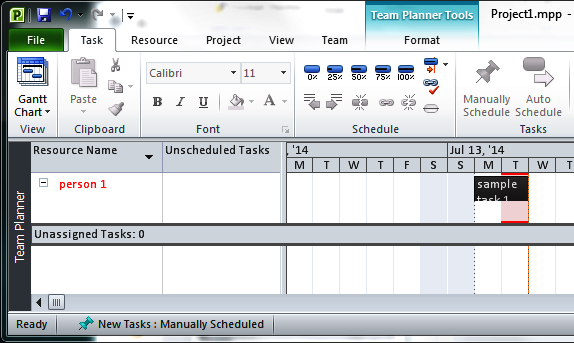 P
Team Planner Tools
Project1.mpp -
File Task Resource Project View Team Format
Gantt Chart
Paste
Calibri 11
B I U A
0% 25% 50% 75% 100%
Manually Schedule
Auto Schedule
View Clipboard Font Schedule Tasks
Resource Name Unscheduled Tasks , '14 Jul 13, '14
M T W T F S S M T W T
person 1
sample task 1
Unassigned Tasks: 0
Team Planner
Ready New Tasks : Manually Scheduled